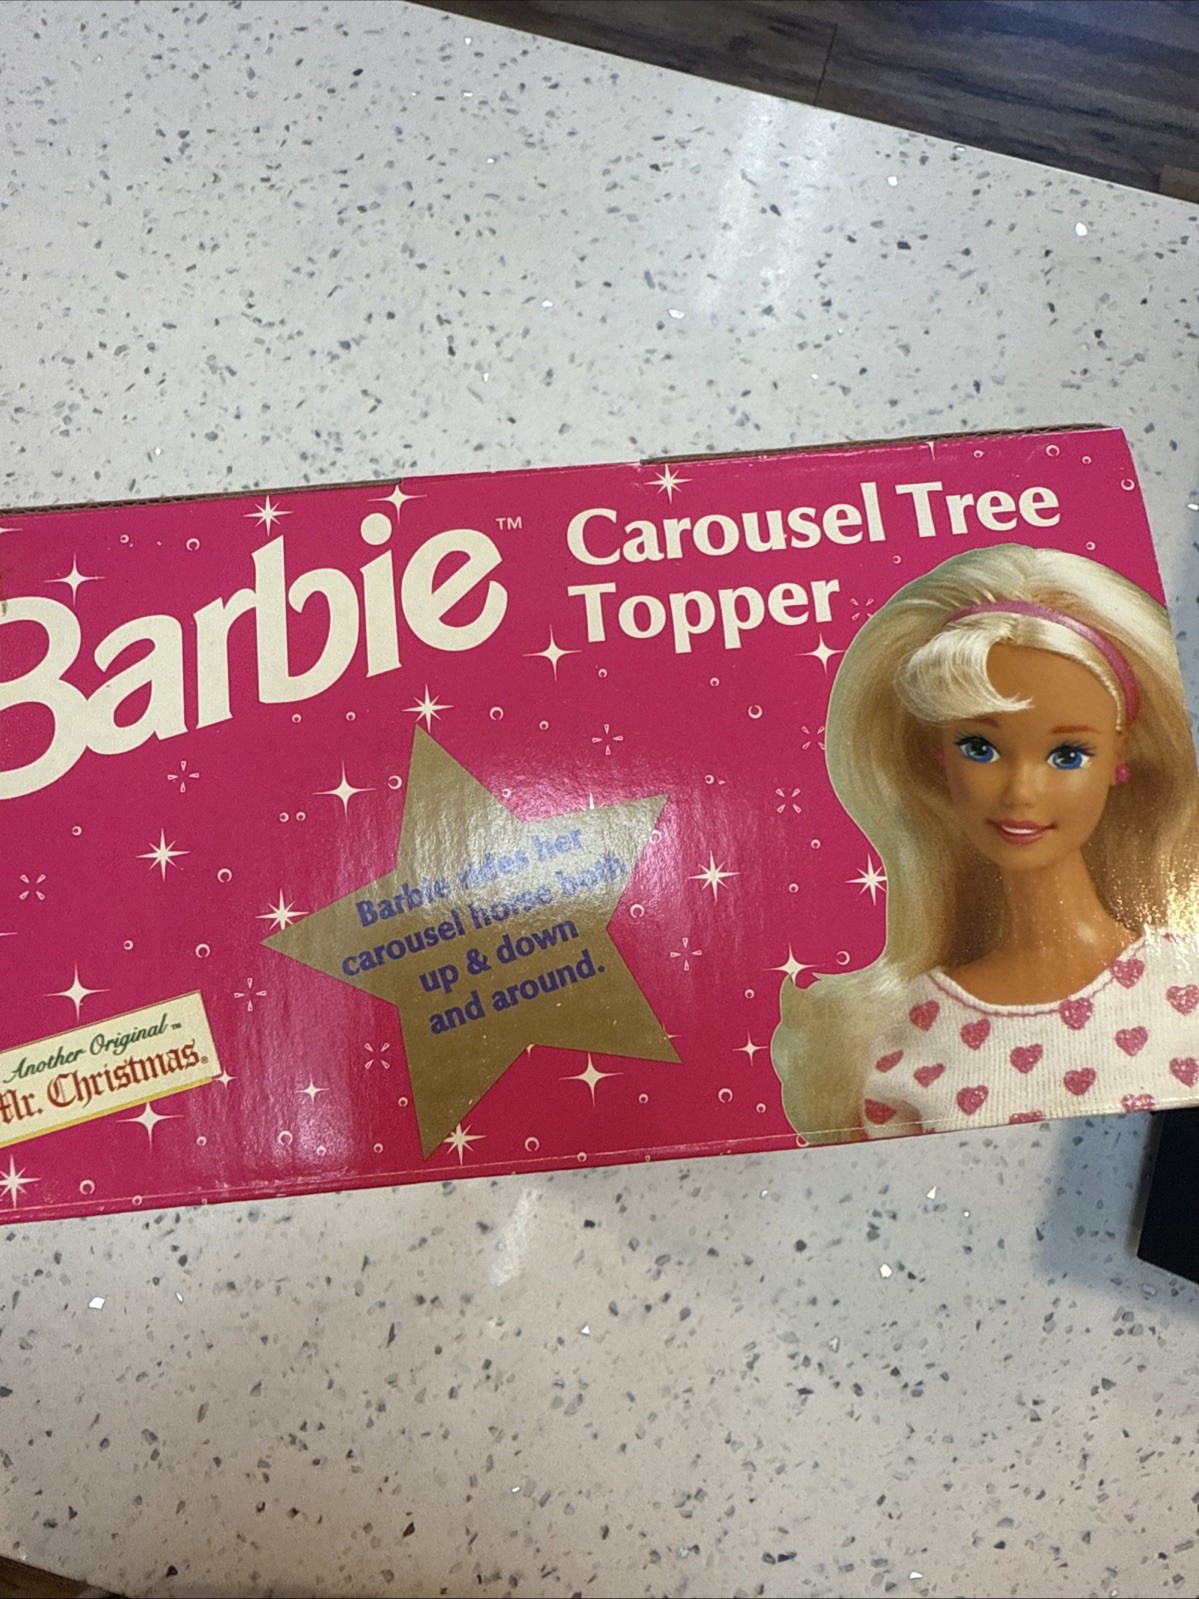 Barbie™
Carousel Tree
Topper
Barbie rides her
carousel horse both
up & down
and around.
Another Original™
Mr. Christmas®